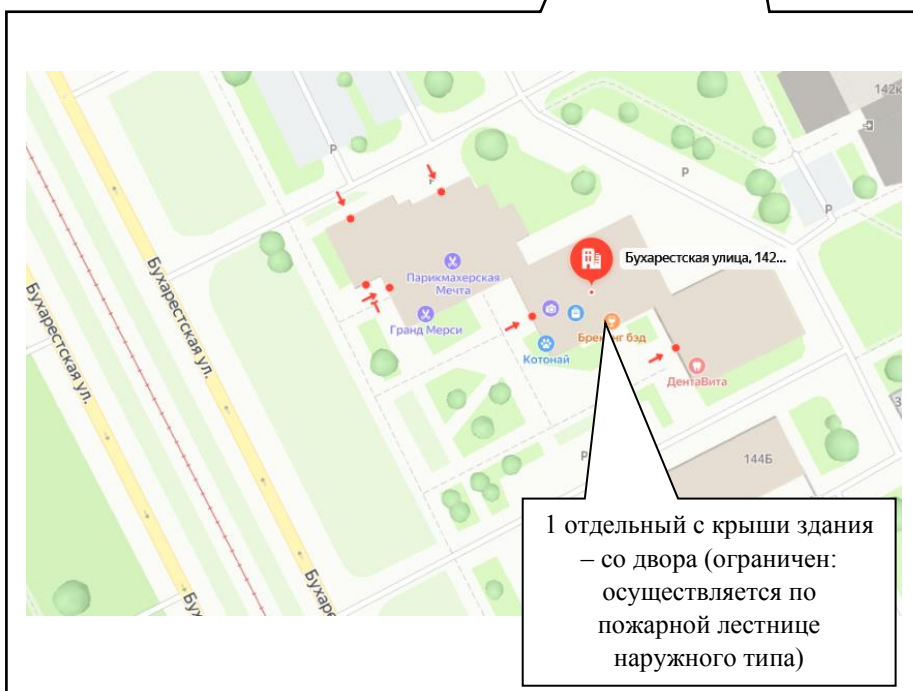 142к
P
P
P
P
Бухарестская улица, 142...
Парикмахерская
Мечта
Гранд Мерси
Котонай
ДентаВита
Бухарестская ул.
Бухарестская ул.
144Б
P
1 отдельный с крыши здания
– со двора (ограничен:
осуществляется по
пожарной лестнице
наружного типа)